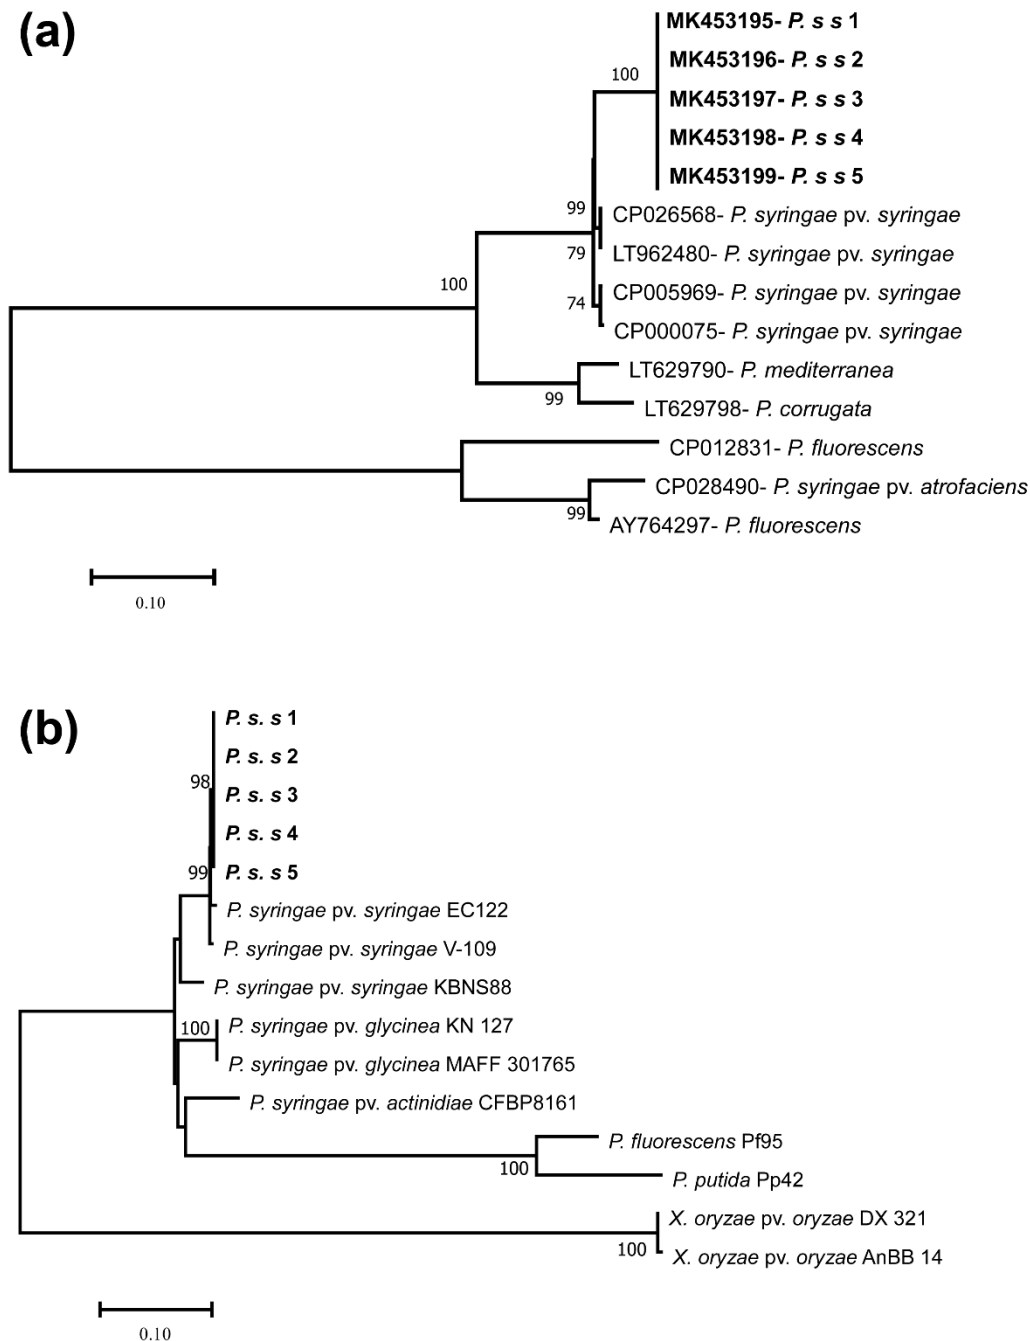 (a)
MK453195- P. s s 1
100
MK453196- P. s s 2
MK453197- P. s s 3
MK453198- P. s s 4
MK453199- P. s s 5
99
CP026568- P. syringae pv. syringae
79
LT962480- P. syringae pv. syringae
100
CP005969- P. syringae pv. syringae
74
CP000075- P. syringae pv. syringae
LT629790- P. mediterranea
99
LT629798- P. corrugata
CP012831- P. fluorescens
CP028490- P. syringae pv. atrofaciens
99
AY764297- P. fluorescens
0.10
(b)
P. s. s 1
P. s. s 2
98
P. s. s 3
P. s. s 4
99
P. s. s 5
P. syringae pv. syringae EC122
P. syringae pv. syringae V-109
P. syringae pv. syringae KBNS88
100
P. syringae pv. glycinea KN 127
P. syringae pv. glycinea MAFF 301765
P. syringae pv. actinidiae CFBP8161
P. fluorescens Pf95
100
P. putida Pp42
X. oryzae pv. oryzae DX 321
100
X. oryzae pv. oryzae AnBB 14
0.10